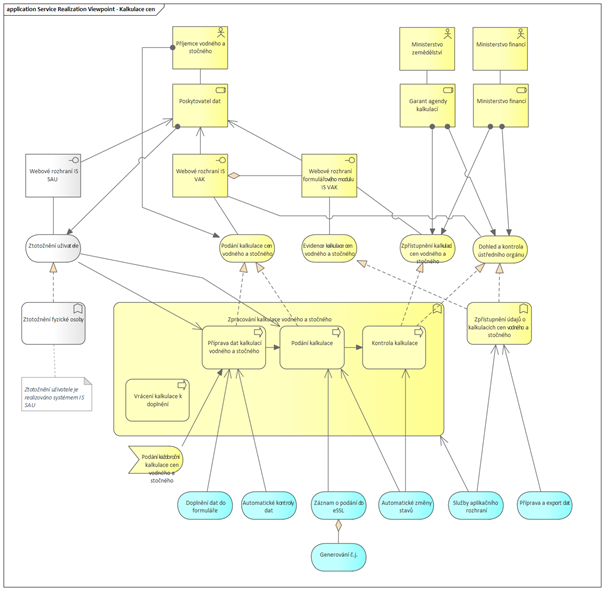 application Service Realization Viewpoint - Kalkulace cen
Příjemce vodného a
stočného
Ministerstvo
zemědělství
Ministerstvo financí
Poskytovatel dat
Garant agendy
kalkulací
Ministerstvo financí
Webové rozhraní IS
SAU
Webové rozhraní IS
VAK
Webové rozhraní
formulářového modulu
IS VAK
Ztotožnění uživatele
Podání kalkulace cen
vodného a stočného
Evidence kalkulace cen
vodného a stočného
Zpřístupnění kalkulací
cen vodného a
stočného
Dohled a kontrola
ústředního orgánu
Ztotožnění fyzické osoby
Zpracování kalkulace vodného a stočného
Příprava dat kalkulací
vodného a stočného
Podání kalkulace
Kontrola kalkulace
Zpřístupnění údajů o
kalkulacích cen vodného a
stočného
Ztotožnění uživatele je
realizováno systémem IS
SAU
Vrácení kalkulace k
doplnění
Podání každoroční
kalkulace cen
vodného a
stočného
Doplnění dat do
formuláře
Automatické kontroly
dat
Záznam o podání do
eSSL
Automatické změny
stavů
Služby aplikačního
rozhraní
Příprava a export dat
Generování č.j.